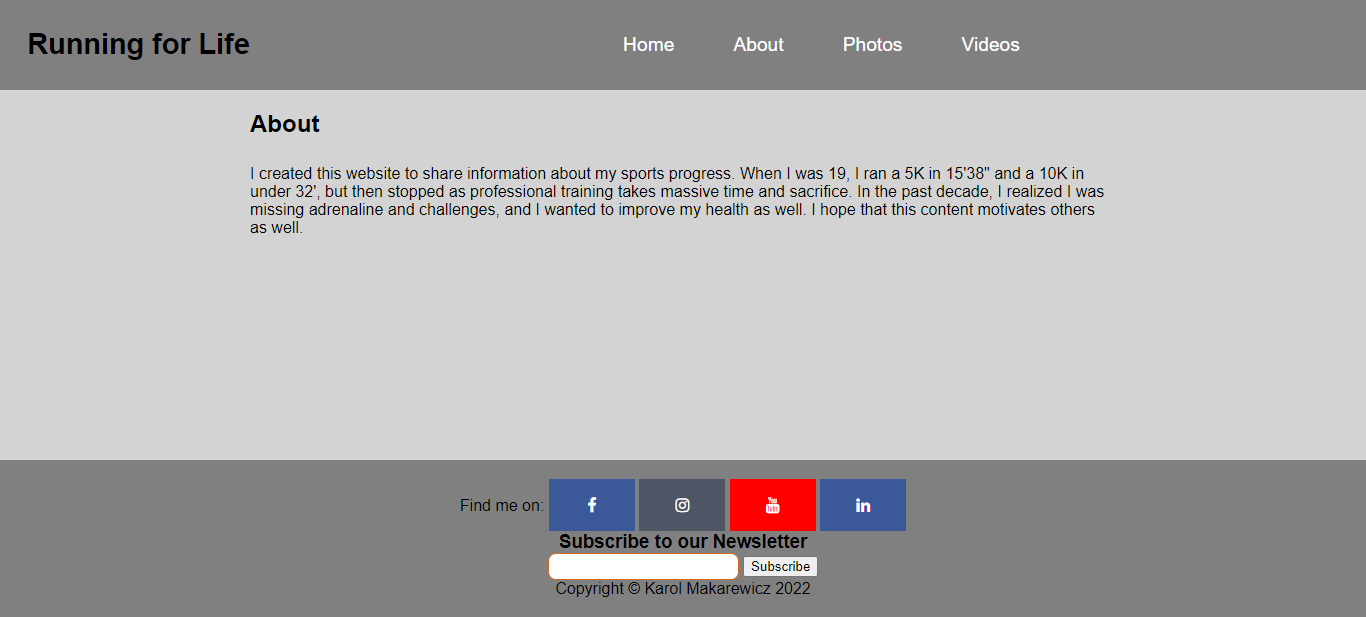 Running for Life
Home About Photos Videos
About
I created this website to share information about my sports progress. When I was 19, I ran a 5K in 15'38" and a 10K in
under 32', but then stopped as professional training takes massive time and sacrifice. In the past decade, I realized I was
missing adrenaline and challenges, and I wanted to improve my health as well. I hope that this content motivates others
as well.
Find me on:
You Tube
Subscribe to our Newsletter
Subscribe
Copyright © Karol Makarewicz 2022